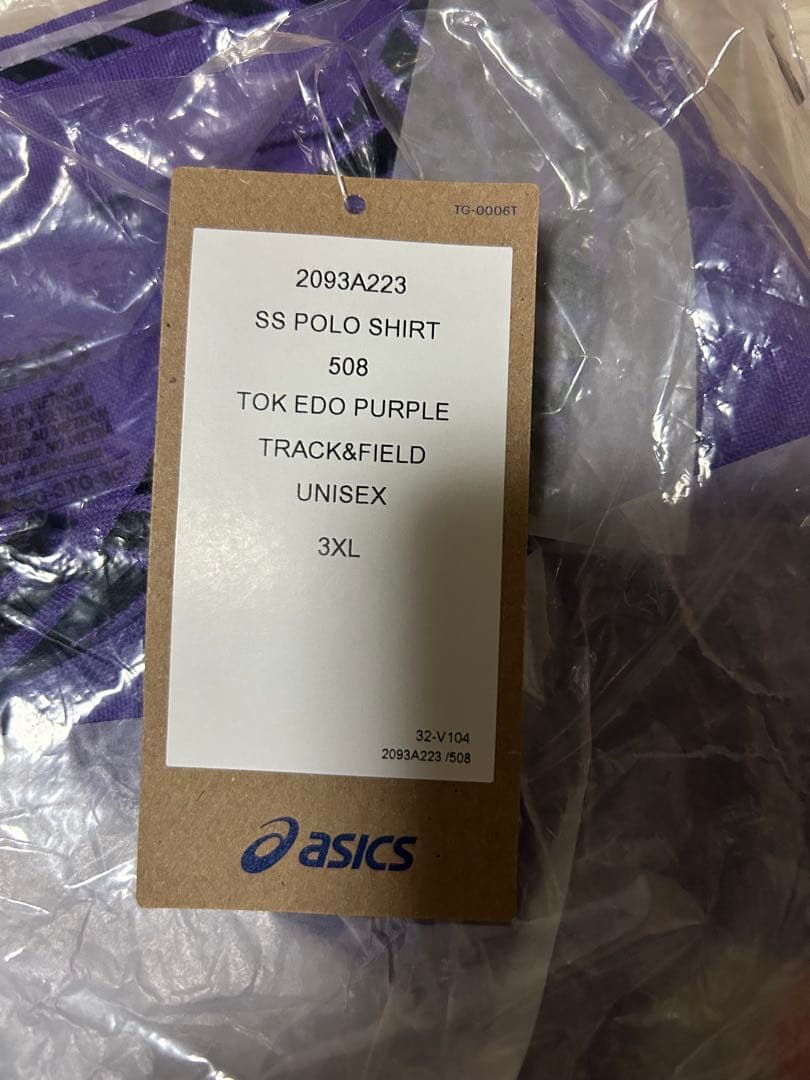 TG-0006T
2093A223
SS POLO SHIRT
508
TOK EDO PURPLE
TRACK&FIELD
UNISEX
3XL
32-V104
2093A223 /508
asics